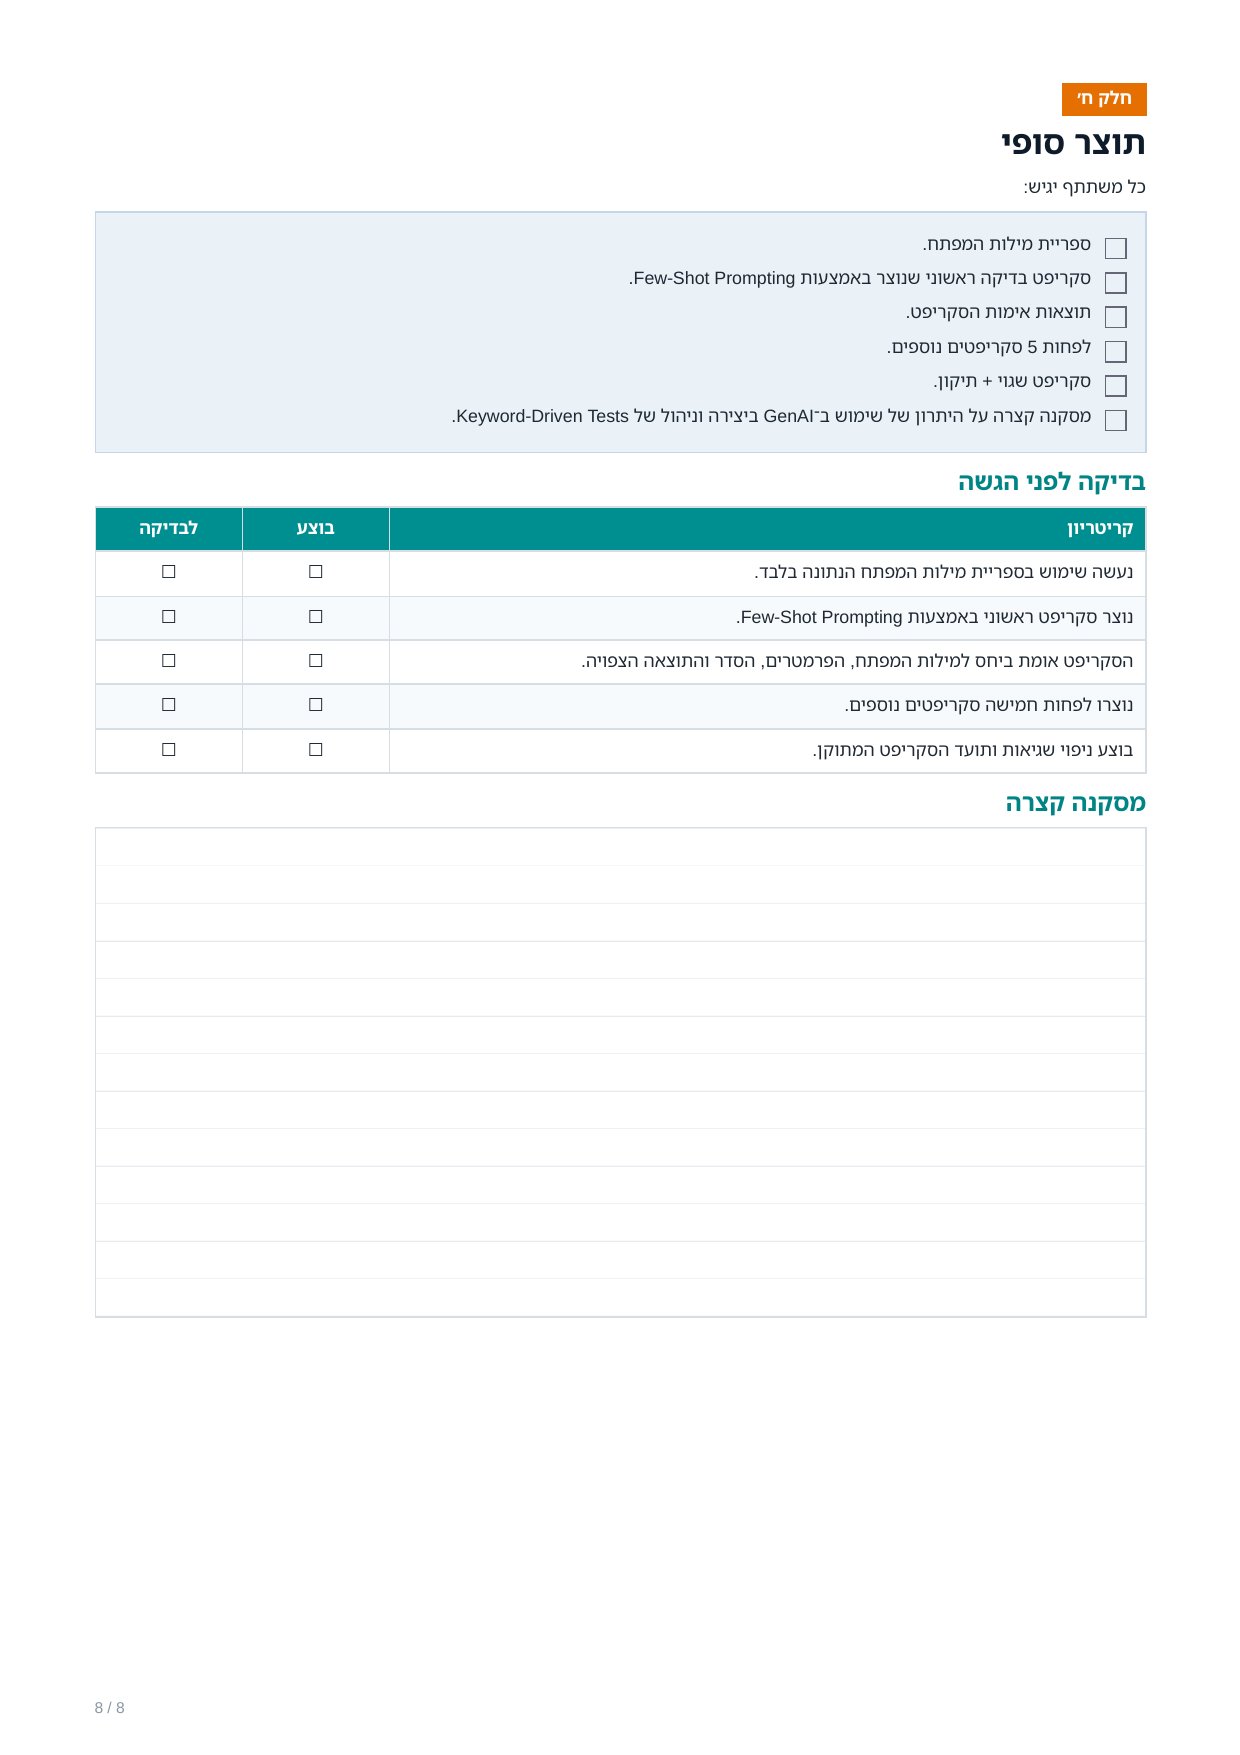 חלק ח׳
תוצר סופי
כל משתתף יגיש:
☐ ספריית מילות המפתח.
☐ סקריפט בדיקה ראשוני שנוצר באמצעות Few-Shot Prompting.
☐ תוצאות אימות הסקריפט.
☐ לפחות 5 סקריפטים נוספים.
☐ סקריפט שגוי + תיקון.
☐ מסקנה קצרה על היתרון של שימוש ב־GenAI ביצירה וניהול של Keyword-Driven Tests.
בדיקה לפני הגשה
קריטריון בוצע לבדיקה
נעשה שימוש בספריית מילות המפתח הנתונה בלבד. ☐ ☐
נוצר סקריפט ראשוני באמצעות Few-Shot Prompting. ☐ ☐
הסקריפט אומת ביחס למילות המפתח, הפרמטרים, הסדר והתוצאה הצפויה. ☐ ☐
נוצרו לפחות חמישה סקריפטים נוספים. ☐ ☐
בוצע ניפוי שגיאות ותועד הסקריפט המתוקן. ☐ ☐
מסקנה קצרה
8 / 8